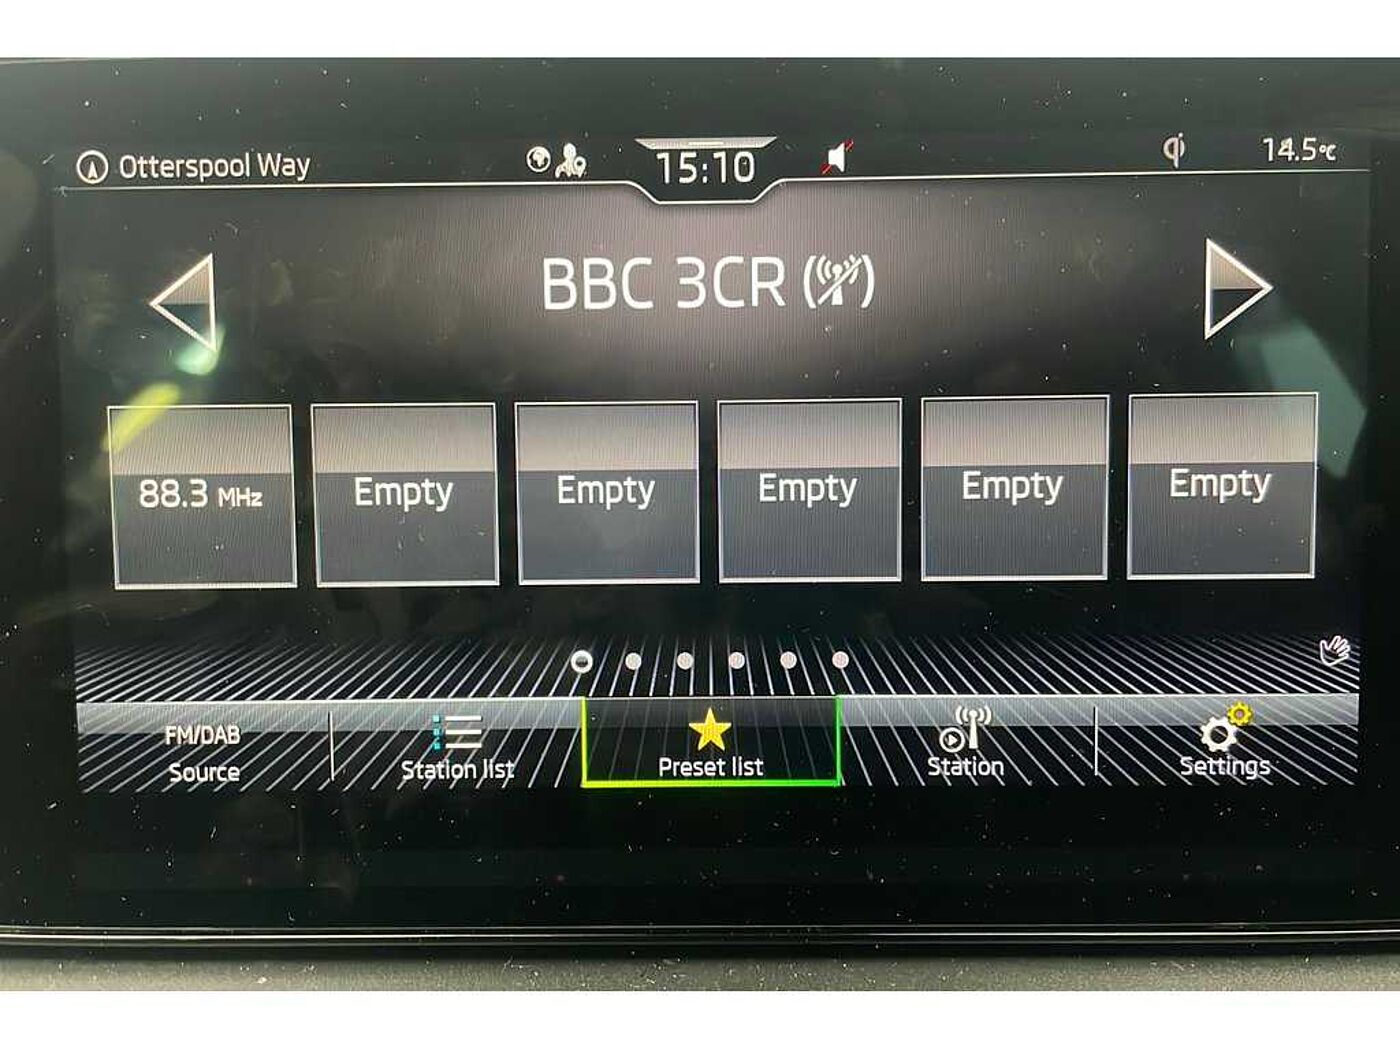 Otterspool Way
15:10
14.5°C
BBC 3CR
88.3 MHz
Empty
Empty
Empty
Empty
Empty
FM/DAB
Source
Station list
Preset list
Station
Settings